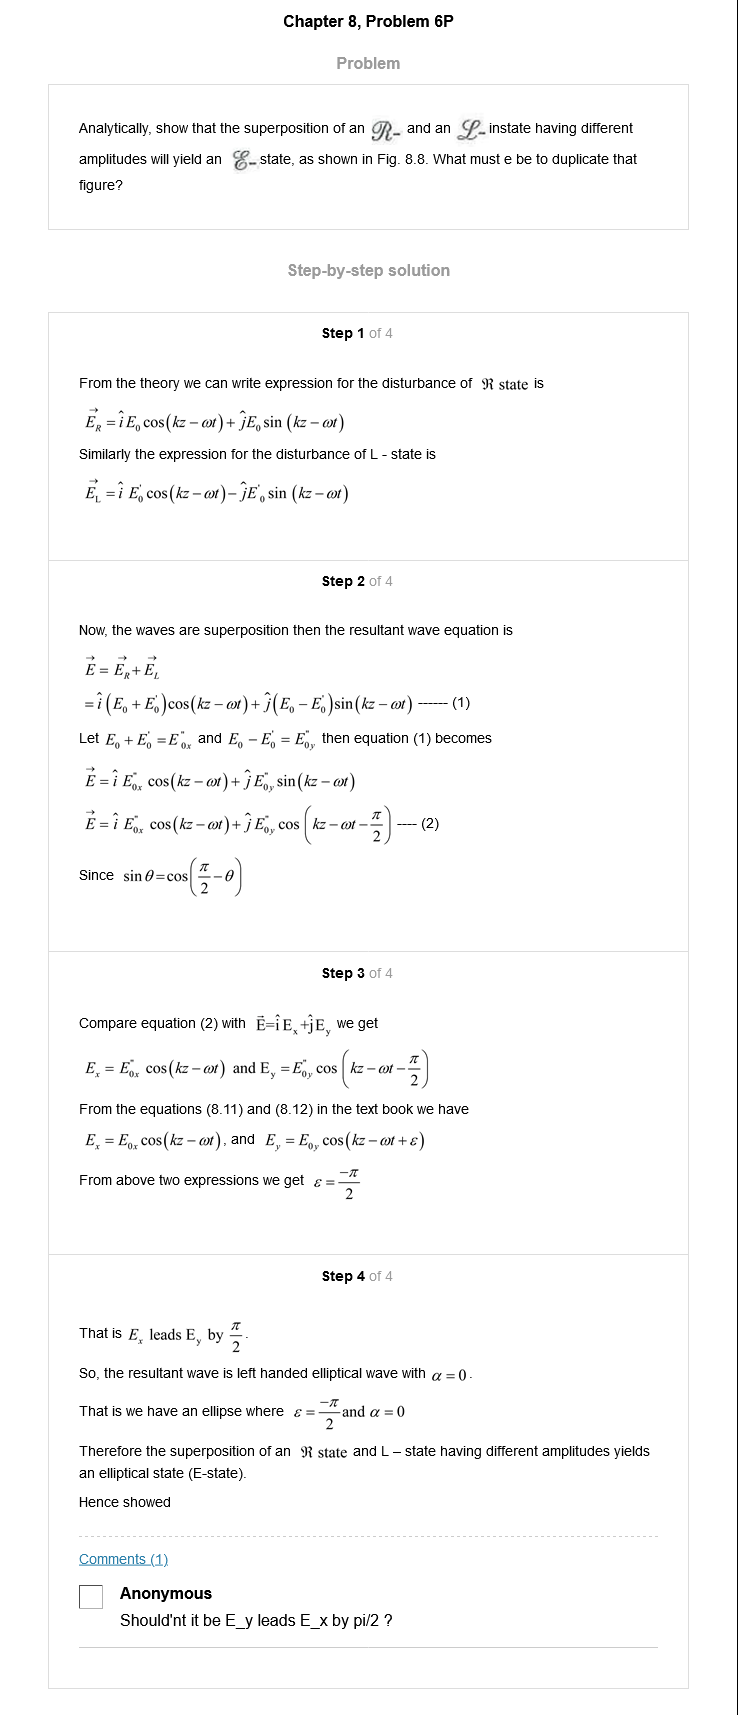 Chapter 8, Problem 6P
Problem
Analytically, show that the superposition of an ℛ- and an ℒ- instate having different
amplitudes will yield an ℰ- state, as shown in Fig. 8.8. What must e be to duplicate that
figure?
Step-by-step solution
Step 1 of 4
From the theory we can write expression for the disturbance of ℜ state is
$\vec{E}_R = \hat{i} E_0 \cos(kz - \omega t) + \hat{j} E_0 \sin(kz - \omega t)$
Similarly the expression for the disturbance of L - state is
$\vec{E}_L = \hat{i} E_0' \cos(kz - \omega t) - \hat{j} E_0' \sin(kz - \omega t)$
Step 2 of 4
Now, the waves are superposition then the resultant wave equation is
$\vec{E} = \vec{E}_R + \vec{E}_L$
$= \hat{i}(E_0 + E_0')\cos(kz - \omega t) + \hat{j}(E_0 - E_0')\sin(kz - \omega t)$ ------ (1)
Let $E_0 + E_0' = E_{0x}''$ and $E_0 - E_0' = E_{0y}''$ then equation (1) becomes
$\vec{E} = \hat{i} E_{0x}'' \cos(kz - \omega t) + \hat{j} E_{0y}'' \sin(kz - \omega t)$
$\vec{E} = \hat{i} E_{0x}'' \cos(kz - \omega t) + \hat{j} E_{0y}'' \cos\left(kz - \omega t - \frac{\pi}{2}\right)$ ---- (2)
Since $\sin\theta = \cos\left(\frac{\pi}{2} - \theta\right)$
Step 3 of 4
Compare equation (2) with $\vec{E} = \hat{i} E_x + \hat{j} E_y$ we get
$E_x = E_{0x}'' \cos(kz - \omega t)$ and $E_y = E_{0y}'' \cos\left(kz - \omega t - \frac{\pi}{2}\right)$
From the equations (8.11) and (8.12) in the text book we have
$E_x = E_{0x} \cos(kz - \omega t)$, and $E_y = E_{0y} \cos(kz - \omega t + \varepsilon)$
From above two expressions we get $\varepsilon = \frac{-\pi}{2}$
Step 4 of 4
That is $E_x$ leads $E_y$ by $\frac{\pi}{2}$.
So, the resultant wave is left handed elliptical wave with $\alpha = 0$.
That is we have an ellipse where $\varepsilon = \frac{-\pi}{2}$ and $\alpha = 0$
Therefore the superposition of an ℜ state and L – state having different amplitudes yields
an elliptical state (E-state).
Hence showed
Comments (1)
Anonymous
Should'nt it be E_y leads E_x by pi/2 ?